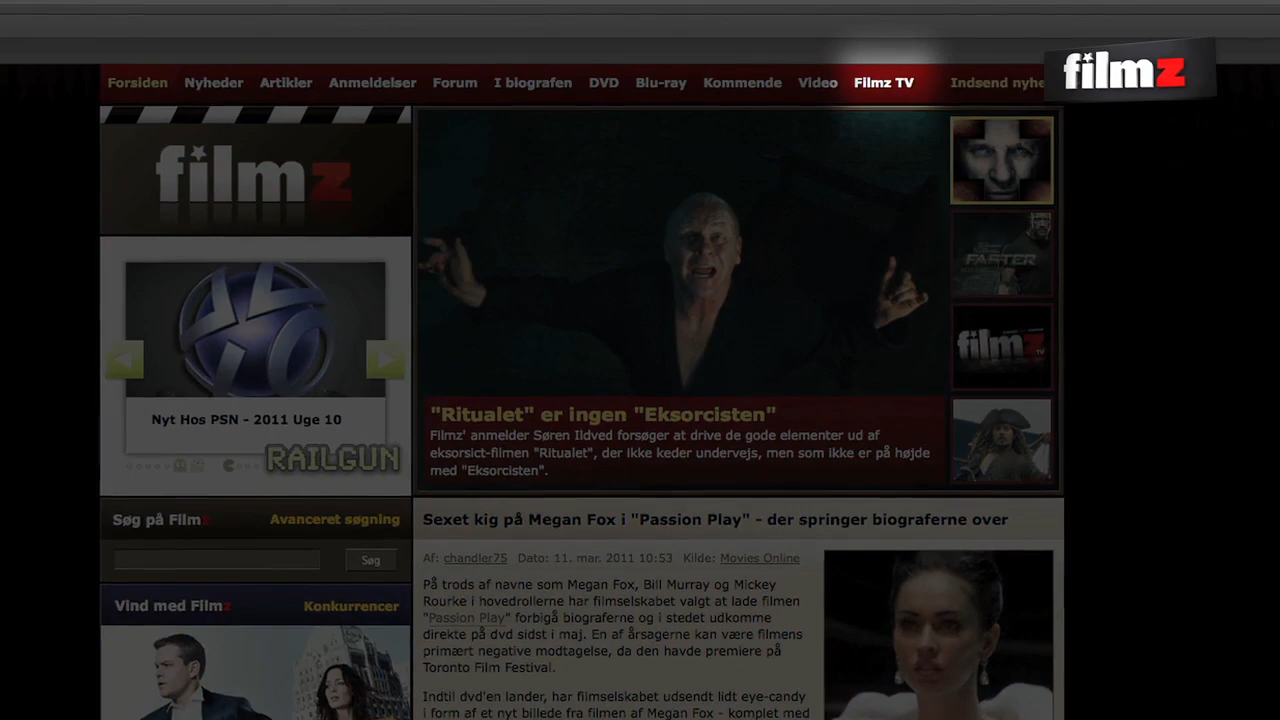 Forsiden Nyheder Artikler Anmeldelser Forum I biografen DVD Blu-ray Kommende Video Filmz TV Indsend nyhe
filmz
filmz
Nyt Hos PSN - 2011 Uge 10
RAILGUN
"Ritualet" er ingen "Eksorcisten"
Filmz' anmelder Søren Ildved forsøger at drive de gode elementer ud af
eksorsict-filmen "Ritualet", der ikke keder undervejs, men som ikke er på højde
med "Eksorcisten".
FASTER
filmz TV
Søg på Filmz Avanceret søgning
Søg
Vind med Filmz Konkurrencer
Sexet kig på Megan Fox i "Passion Play" - der springer biograferne over
Af: chandler75 Dato: 11. mar. 2011 10:53 Kilde: Movies Online
På trods af navne som Megan Fox, Bill Murray og Mickey
Rourke i hovedrollerne har filmselskabet valgt at lade filmen
"Passion Play" forbigå biograferne og i stedet udkomme
direkte på dvd sidst i maj. En af årsagerne kan være filmens
primært negative modtagelse, da den havde premiere på
Toronto Film Festival.
Indtil dvd'en lander, har filmselskabet udsendt lidt eye-candy
i form af et nyt billede fra filmen af Megan Fox - komplet med